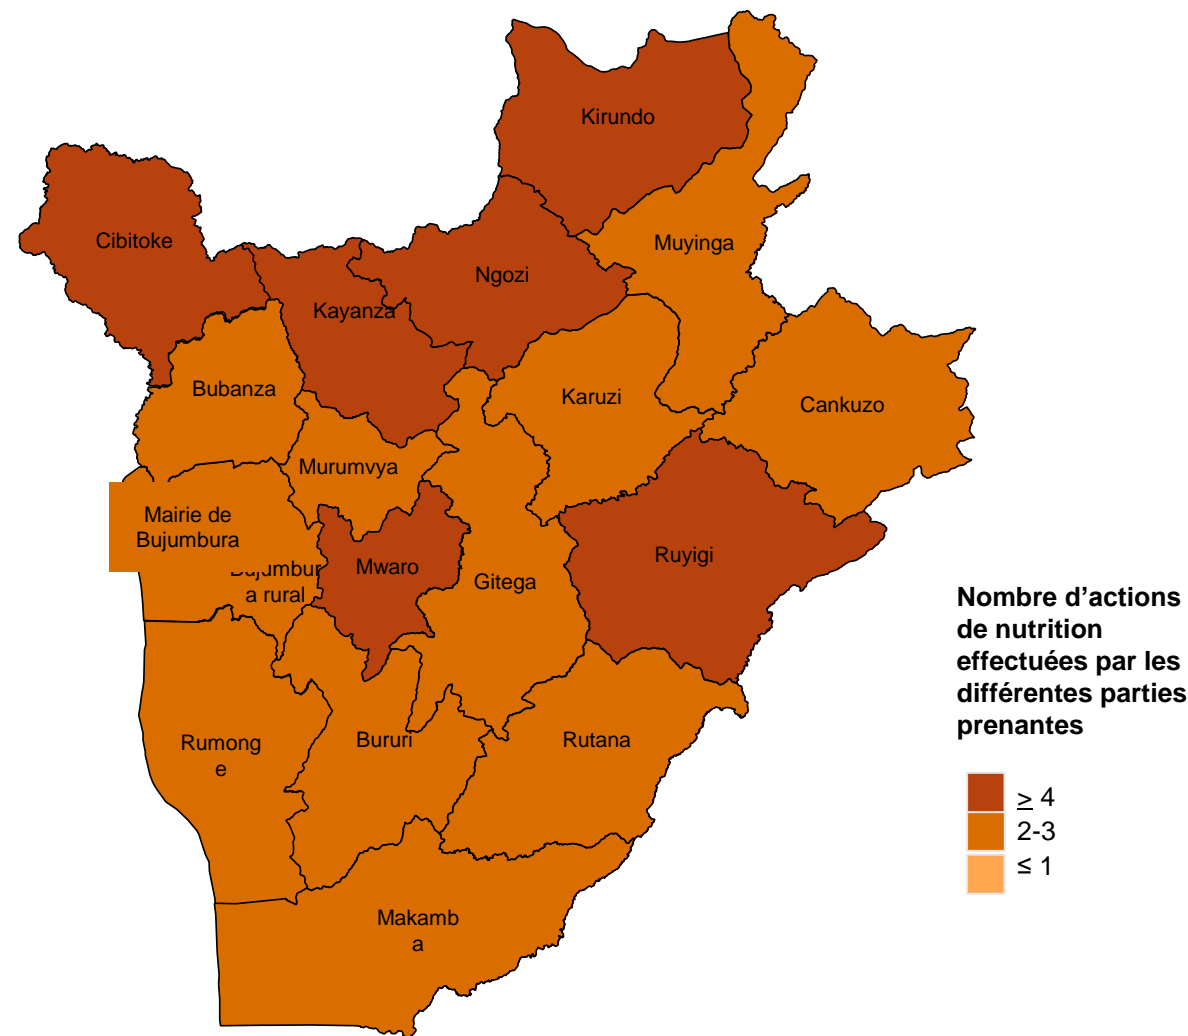 Kirundo
Cibitoke
Muyinga
Ngozi
Kayanza
Bubanza
Karuzi
Cankuzo
Murumvya
Mairie de
Bujumbura
Ruyigi
Mwaro
Bujumbur
a rural
Gitega
Nombre d’actions
de nutrition
effectuées par les
différentes parties
prenantes
Rumong
e
Bururi
Rutana
≥ 4
2-3
≤ 1
Makamb
a